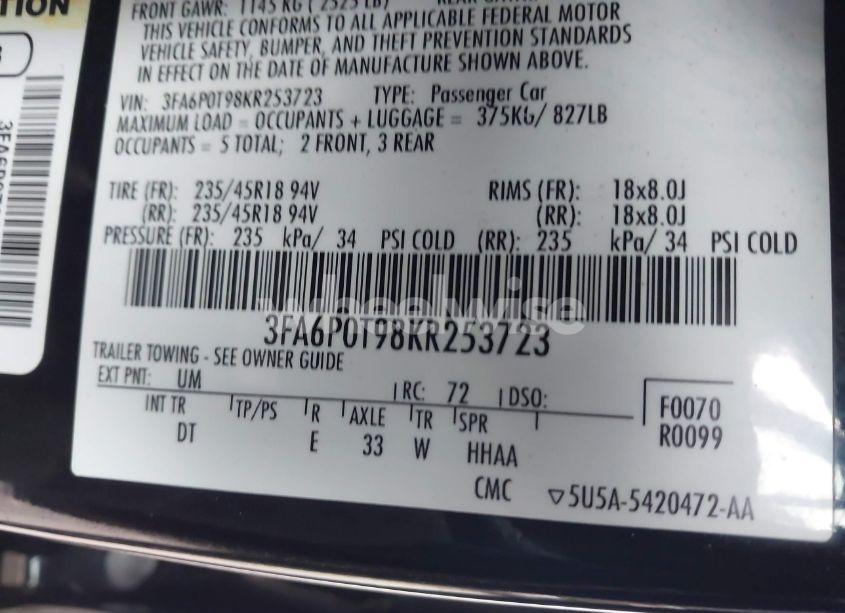 TION
FRONT GAWR: 1145 KG ( 2525 LB)
THIS VEHICLE CONFORMS TO ALL APPLICABLE FEDERAL MOTOR
VEHICLE SAFETY, BUMPER, AND THEFT PREVENTION STANDARDS
IN EFFECT ON THE DATE OF MANUFACTURE SHOWN ABOVE.
VIN: 3FA6P0T98KR253723 TYPE: Passenger Car
MAXIMUM LOAD = OCCUPANTS + LUGGAGE = 375KG/ 827LB
OCCUPANTS = 5 TOTAL; 2 FRONT, 3 REAR
TIRE (FR): 235/45R18 94V RIMS (FR): 18x8.0J
(RR): 235/45R18 94V (RR): 18x8.0J
PRESSURE (FR): 235 kPa/ 34 PSI COLD (RR): 235 kPa/ 34 PSI COLD
wheelwise
3FA6P0T98KR253723
TRAILER TOWING - SEE OWNER GUIDE
EXT PNT: UM RC: 72 DSO:
INT TR TP/PS R AXLE TR SPR F0070
DT E 33 W HHAA R0099
CMC ▽5U5A-5420472-AA